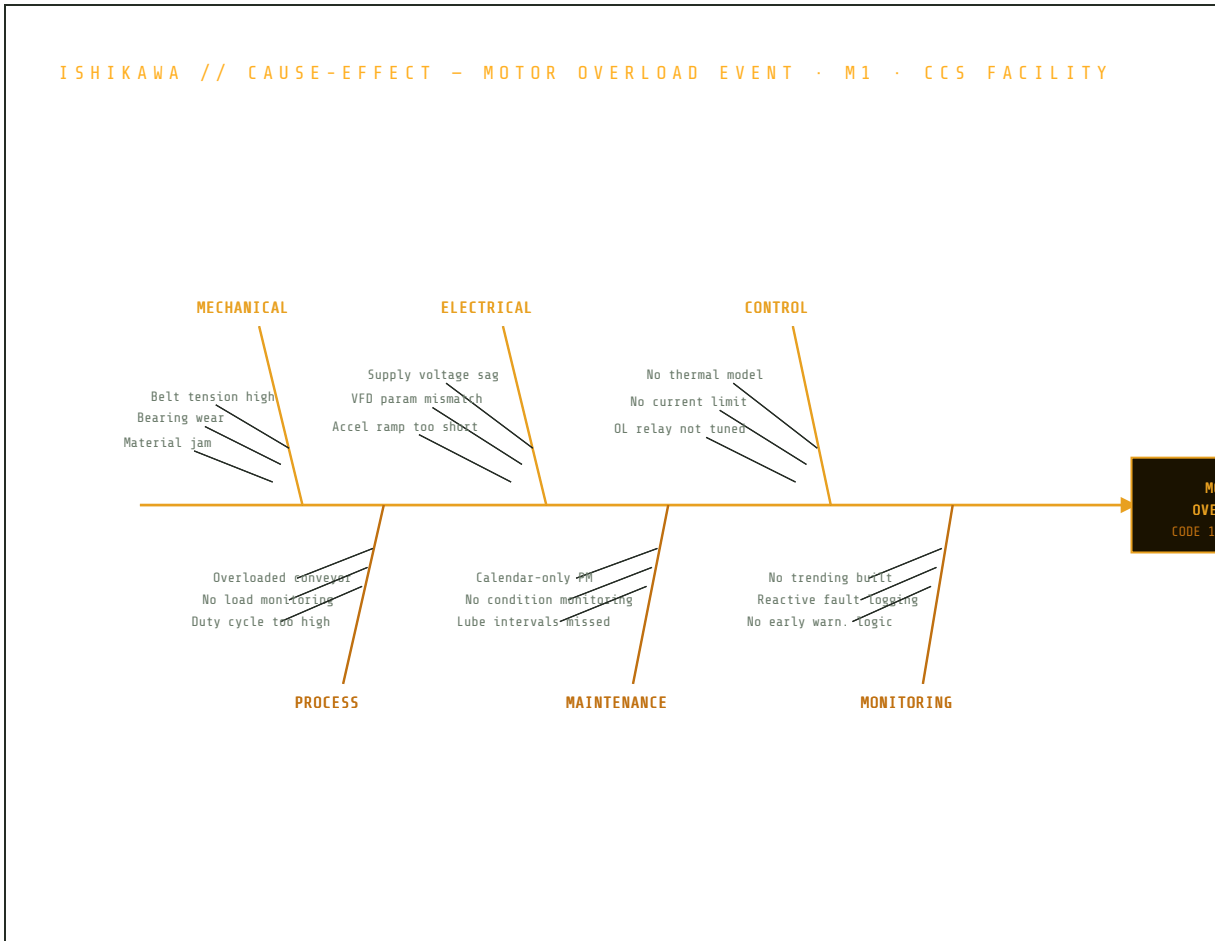 ISHIKAWA // CAUSE-EFFECT — MOTOR OVERLOAD EVENT · M1 · CCS FACILITY
MECHANICAL
Belt tension high
Bearing wear
Material jam
ELECTRICAL
Supply voltage sag
VFD param mismatch
Accel ramp too short
CONTROL
No thermal model
No current limit
OL relay not tuned
CODE 1
Overloaded conveyor
No load monitoring
Duty cycle too high
PROCESS
Calendar-only PM
No condition monitoring
Lube intervals missed
MAINTENANCE
No trending built
Reactive fault logging
No early warn. logic
MONITORING